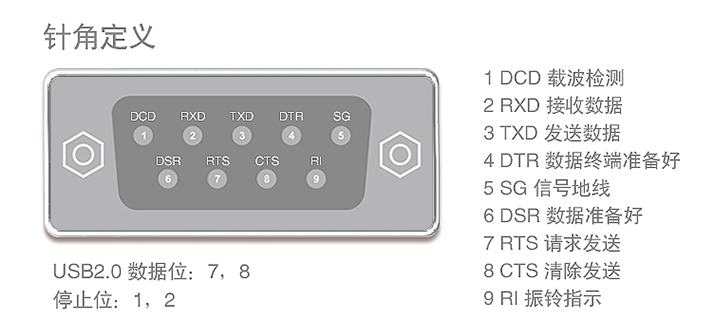 针角定义
DCD RXD TXD DTR SG
1 2 3 4 5
DSR RTS CTS RI
6 7 8 9
USB2.0 数据位：7，8
停止位：1，2
1 DCD 载波检测
2 RXD 接收数据
3 TXD 发送数据
4 DTR 数据终端准备好
5 SG 信号地线
6 DSR 数据准备好
7 RTS 请求发送
8 CTS 清除发送
9 RI 振铃指示